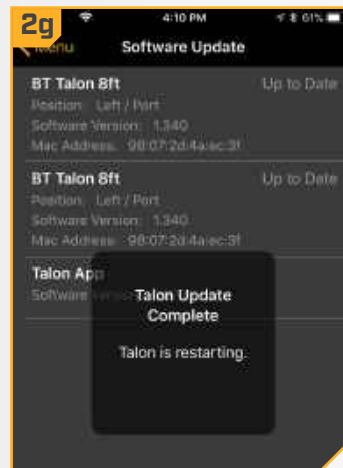 2g
4:10 PM
61%
Menu
Software Update
BT Talon 8ft
Up to Date
Position: Left / Port
Software Version: 1.340
Mac Address: 98:07:2d:4a:ec:3f
BT Talon 8ft
Up to Date
Position: Left / Port
Software Version: 1.340
Mac Address: 98:07:2d:4a:ec:3f
Talon App
Software
Talon Update
Complete
Talon is restarting.